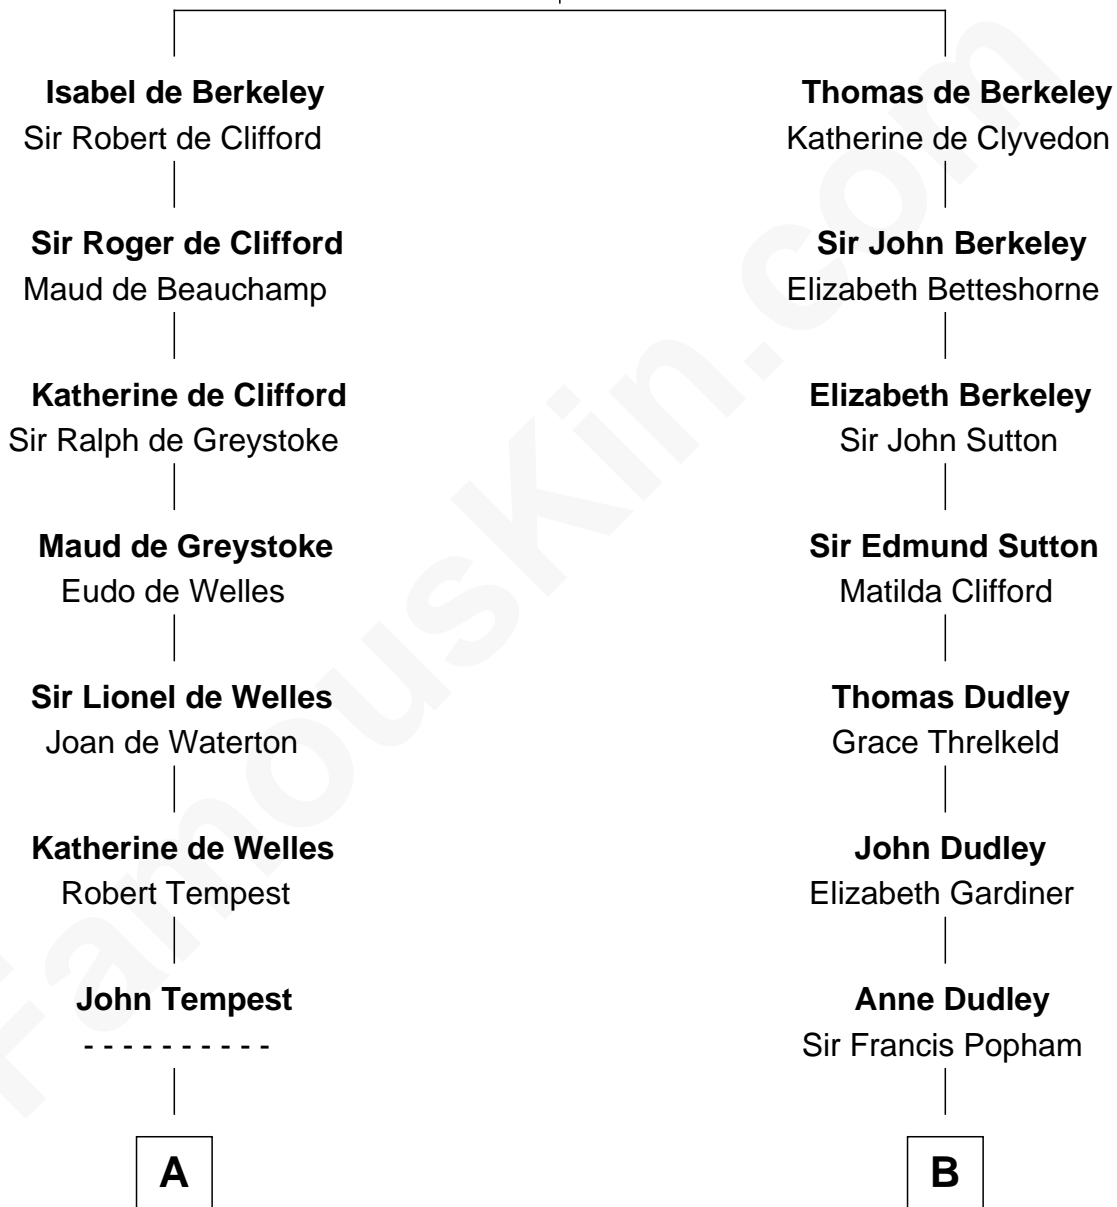 Isabel de Berkeley
Sir Robert de Clifford
Sir Roger de Clifford
Maud de Beauchamp
Katherine de Clifford
Sir Ralph de Greystoke
Maud de Greystoke
Eudo de Welles
Sir Lionel de Welles
Joan de Waterton
Katherine de Welles
Robert Tempest
John Tempest
- - - - - - - - - -
A
Thomas de Berkeley
Katherine de Clyvedon
Sir John Berkeley
Elizabeth Betteshorne
Elizabeth Berkeley
Sir John Sutton
Sir Edmund Sutton
Matilda Clifford
Thomas Dudley
Grace Threlkeld
John Dudley
Elizabeth Gardiner
Anne Dudley
Sir Francis Popham
B
FamousKin.com